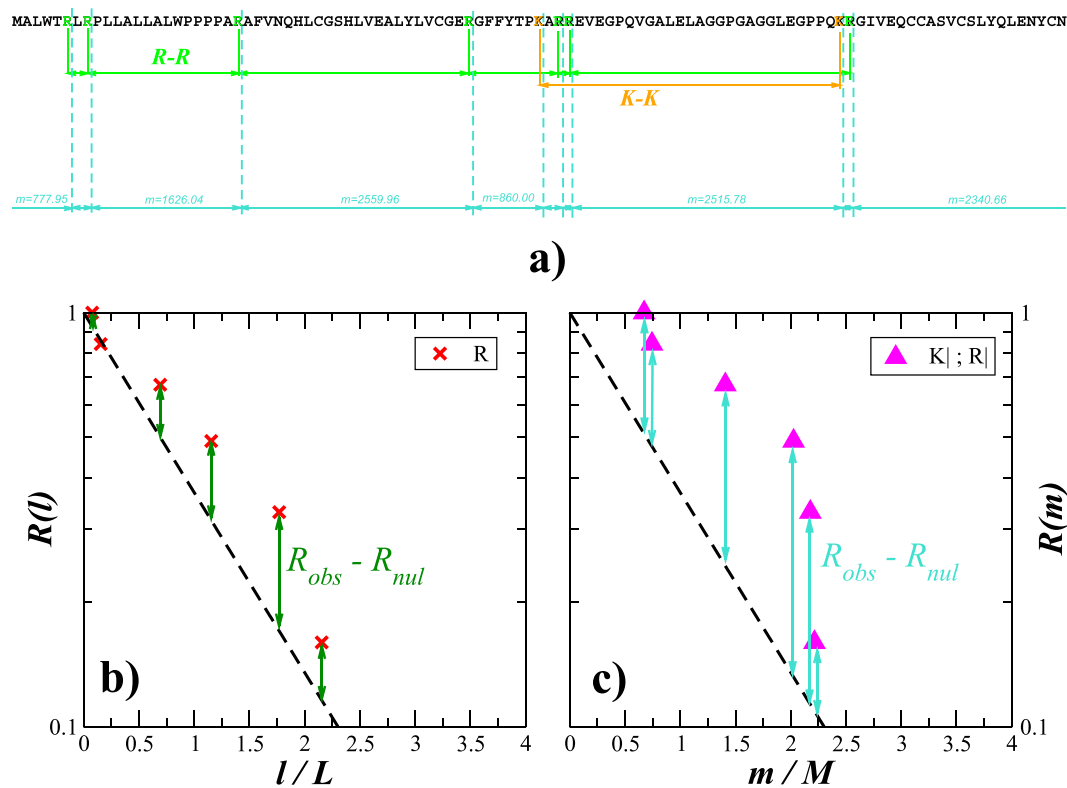 MALWTRLRPLLALLALWPPPPARAFVNQHLCGSHLVEALYLVCGERGFFYTPKARREVEGPQVGALELAGGPGAGGLEGPPQKRGIVEQCCASVCSLYQLENYCN
R-R
K-K
m=777.95 m=1626.04 m=2559.96 m=860.00 m=2515.78 m=2340.66
a)
1 1
R K| ; R|
R(l) R(m)
R_obs - R_nul R_obs - R_nul
b) c)
0.1 0.1
0 0.5 1 1.5 2 2.5 3 3.5 4 0 0.5 1 1.5 2 2.5 3 3.5 4
l / L m / M